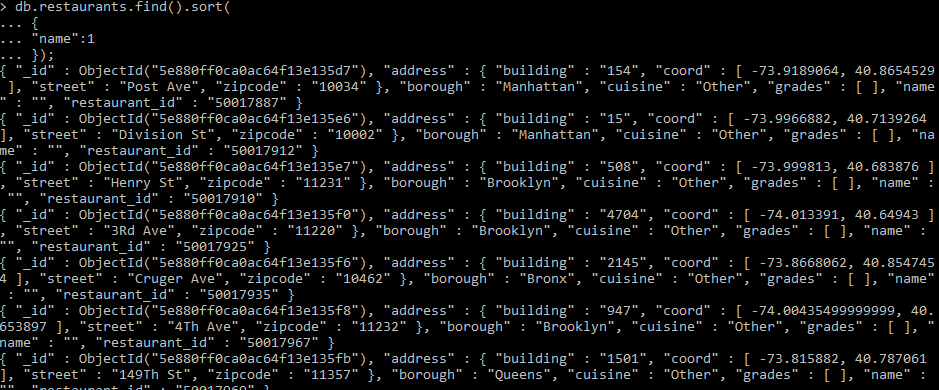 > db.restaurants.find().sort(
... {
... "name":1
... });
{ "_id" : ObjectId("5e880ff0ca0ac64f13e135d7"), "address" : { "building" : "154", "coord" : [ -73.9189064, 40.8654529
 ], "street" : "Post Ave", "zipcode" : "10034" }, "borough" : "Manhattan", "cuisine" : "Other", "grades" : [ ], "name
" : "", "restaurant_id" : "50017887" }
{ "_id" : ObjectId("5e880ff0ca0ac64f13e135e6"), "address" : { "building" : "15", "coord" : [ -73.9966882, 40.7139264
], "street" : "Division St", "zipcode" : "10002" }, "borough" : "Manhattan", "cuisine" : "Other", "grades" : [ ], "na
me" : "", "restaurant_id" : "50017912" }
{ "_id" : ObjectId("5e880ff0ca0ac64f13e135e7"), "address" : { "building" : "508", "coord" : [ -73.999813, 40.683876 ]
, "street" : "Henry St", "zipcode" : "11231" }, "borough" : "Brooklyn", "cuisine" : "Other", "grades" : [ ], "name" :
 "", "restaurant_id" : "50017910" }
{ "_id" : ObjectId("5e880ff0ca0ac64f13e135f0"), "address" : { "building" : "4704", "coord" : [ -74.013391, 40.64943 ]
, "street" : "3Rd Ave", "zipcode" : "11220" }, "borough" : "Brooklyn", "cuisine" : "Other", "grades" : [ ], "name" :
"", "restaurant_id" : "50017925" }
{ "_id" : ObjectId("5e880ff0ca0ac64f13e135f6"), "address" : { "building" : "2145", "coord" : [ -73.8668062, 40.854745
4 ], "street" : "Cruger Ave", "zipcode" : "10462" }, "borough" : "Bronx", "cuisine" : "Other", "grades" : [ ], "name"
 : "", "restaurant_id" : "50017935" }
{ "_id" : ObjectId("5e880ff0ca0ac64f13e135f8"), "address" : { "building" : "947", "coord" : [ -74.00435499999999, 40.
653897 ], "street" : "4Th Ave", "zipcode" : "11232" }, "borough" : "Brooklyn", "cuisine" : "Other", "grades" : [ ], "
name" : "", "restaurant_id" : "50017967" }
{ "_id" : ObjectId("5e880ff0ca0ac64f13e135fb"), "address" : { "building" : "1501", "coord" : [ -73.815882, 40.787061
], "street" : "149Th St", "zipcode" : "11357" }, "borough" : "Queens", "cuisine" : "Other", "grades" : [ ], "name" :
"", "restaurant_id" : "50017969" }